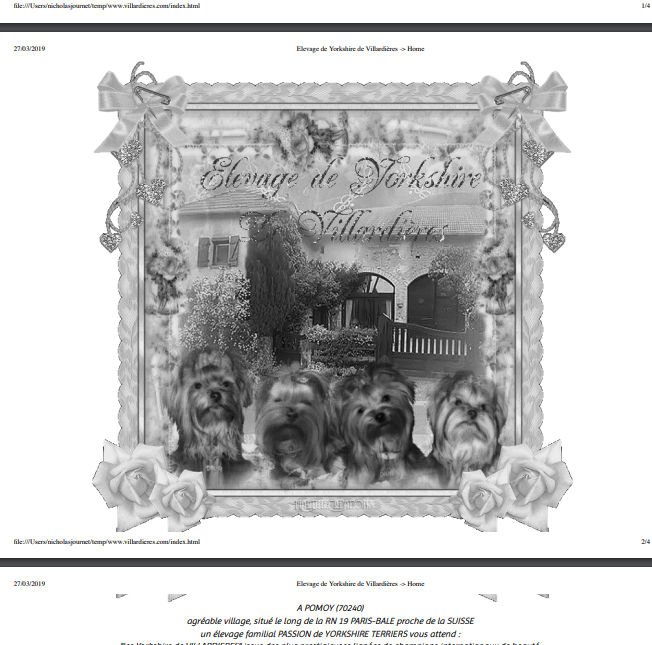 file:///Users/nicholasjournet/temp/www.villardieres.com/index.html 1/4
27/03/2019 Elevage de Yorkshire de Villardières -> Home
Elevage de Yorkshire
De Villardières
file:///Users/nicholasjournet/temp/www.villardieres.com/index.html 2/4
27/03/2019 Elevage de Yorkshire de Villardières -> Home
A POMOY (70240)
agréable village, situé le long de la RN 19 PARIS-BALE proche de la SUISSE
un élevage familial PASSION de YORKSHIRE TERRIERS vous attend :